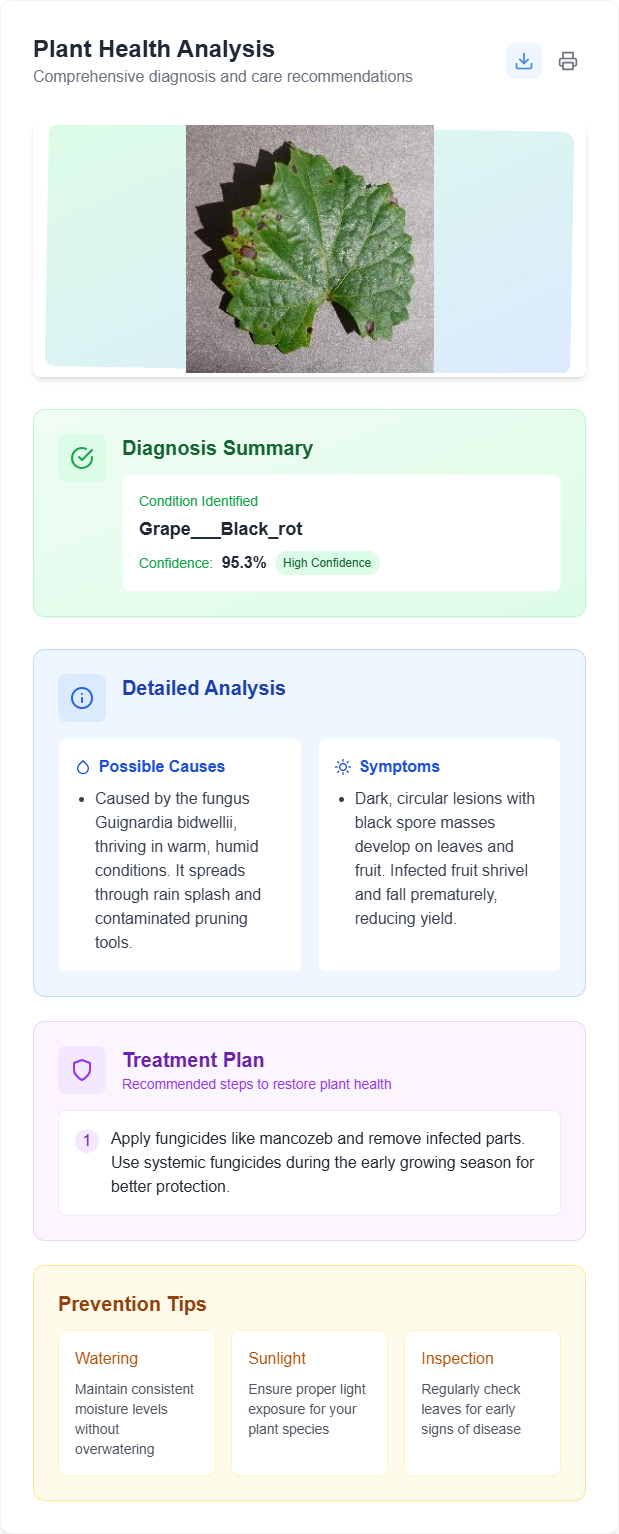 Plant Health Analysis
Comprehensive diagnosis and care recommendations
Diagnosis Summary
Condition Identified
Grape___Black_rot
Confidence: 95.3% High Confidence
Detailed Analysis
Possible Causes
• Caused by the fungus
Guignardia bidwellii,
thriving in warm, humid
conditions. It spreads
through rain splash and
contaminated pruning
tools.
Symptoms
• Dark, circular lesions with
black spore masses
develop on leaves and
fruit. Infected fruit shrivel
and fall prematurely,
reducing yield.
Treatment Plan
Recommended steps to restore plant health
1 Apply fungicides like mancozeb and remove infected parts.
Use systemic fungicides during the early growing season for
better protection.
Prevention Tips
Watering
Maintain consistent
moisture levels
without
overwatering
Sunlight
Ensure proper light
exposure for your
plant species
Inspection
Regularly check
leaves for early
signs of disease